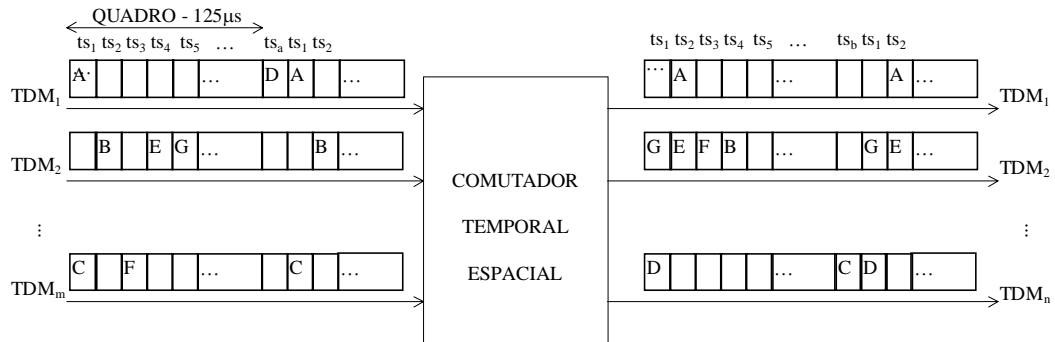 QUADRO - 125µs
ts1 ts2 ts3 ts4 ts5 ... tsa ts1 ts2
ts1 ts2 ts3 ts4 ts5 ... tsb ts1 ts2
A ... D A ...
... A ... A ...
TDM1
TDM1
B E G ... B ...
G E F B ... G E ...
TDM2
TDM2
COMUTADOR
TEMPORAL
ESPACIAL
...
...
C F ... C ...
D ... C D ...
TDMm
TDMn